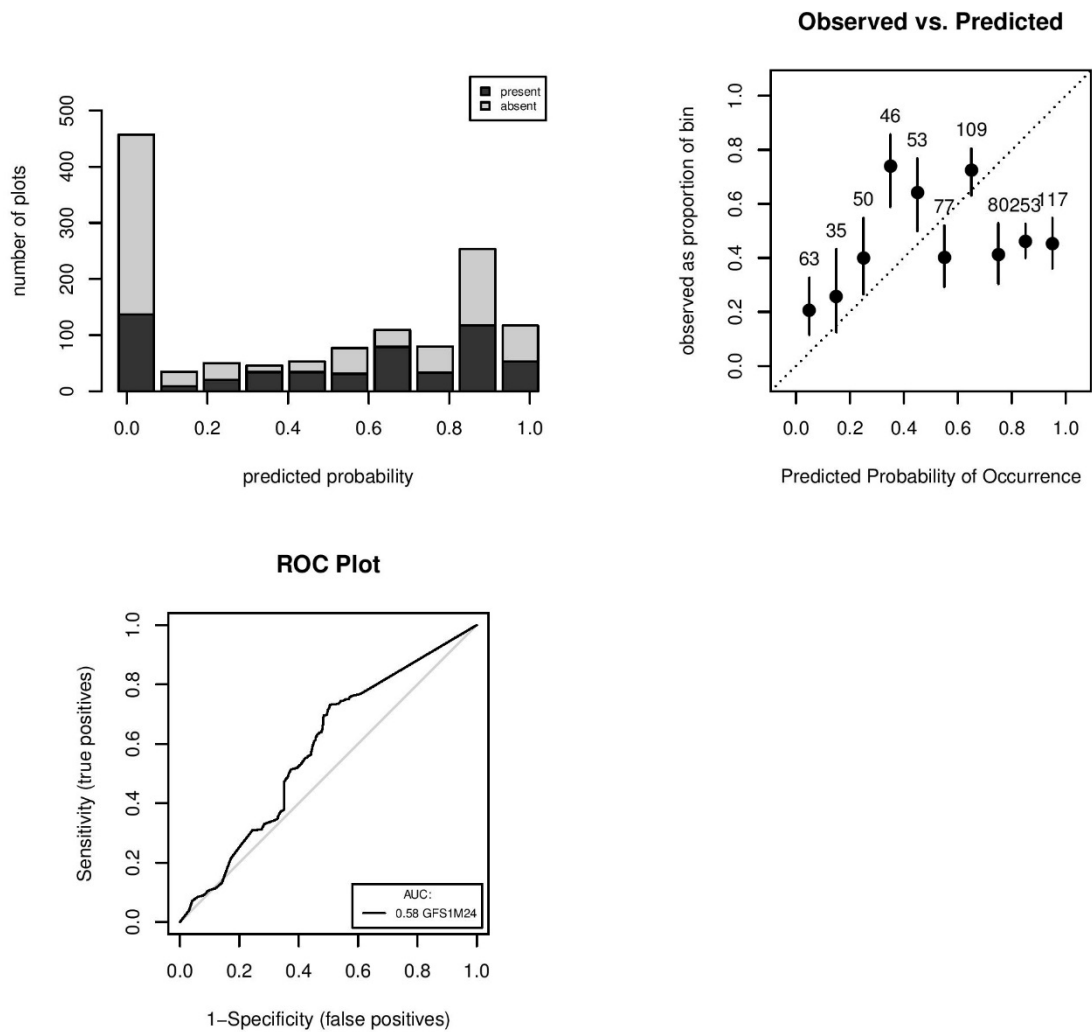 present
absent
number of plots
500
400
300
200
100
0
0.0 0.2 0.4 0.6 0.8 1.0
predicted probability
Observed vs. Predicted
observed as proportion of bin
1.0
0.8
0.6
0.4
0.2
0.0
63
35
50
46
53
77
109
80
253
117
0.0 0.2 0.4 0.6 0.8 1.0
Predicted Probability of Occurrence
ROC Plot
Sensitivity (true positives)
1.0
0.8
0.6
0.4
0.2
0.0
AUC:
0.58 GFS1M24
0.0 0.2 0.4 0.6 0.8 1.0
1−Specificity (false positives)